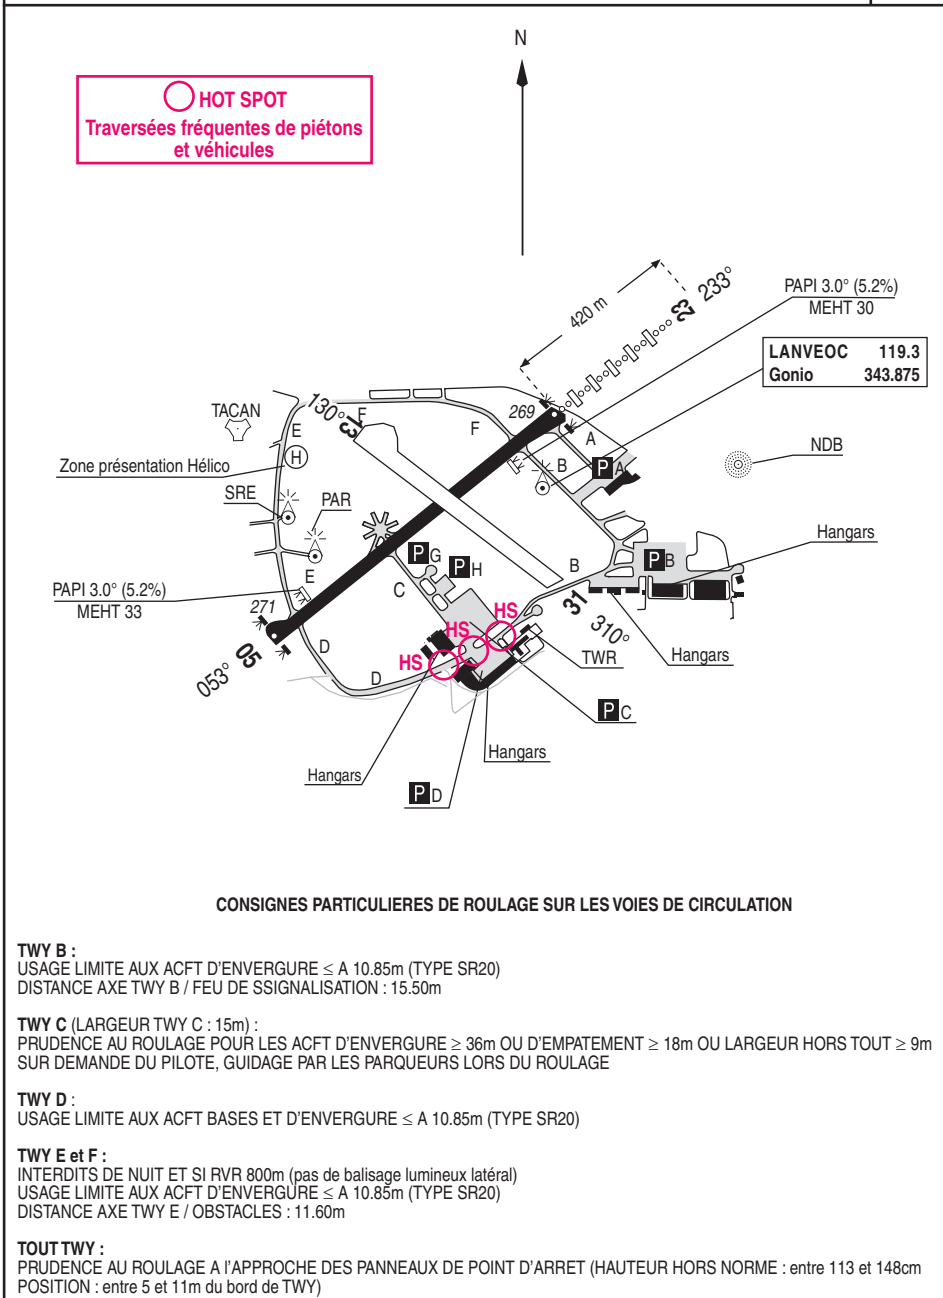 N
HOT SPOT
Traversées fréquentes de piétons
et véhicules
420 m
23 233°
PAPI 3.0° (5.2%)
MEHT 30
LANVEOC 119.3
Gonio 343.875
TACAN
130°
13
F
F
269
A
E
H
Zone présentation Hélico
B
P A
NDB
SRE
PAR
Hangars
P G
P H
P B
B
E
C
PAPI 3.0° (5.2%)
MEHT 33
271
HS
31
310°
HS
HS
D
05
053°
D
TWR
Hangars
P C
Hangars
Hangars
P D
CONSIGNES PARTICULIERES DE ROULAGE SUR LES VOIES DE CIRCULATION
TWY B :
USAGE LIMITE AUX ACFT D'ENVERGURE ≤ A 10.85m (TYPE SR20)
DISTANCE AXE TWY B / FEU DE SSIGNALISATION : 15.50m
TWY C (LARGEUR TWY C : 15m) :
PRUDENCE AU ROULAGE POUR LES ACFT D'ENVERGURE ≥ 36m OU D'EMPATEMENT ≥ 18m OU LARGEUR HORS TOUT ≥ 9m
SUR DEMANDE DU PILOTE, GUIDAGE PAR LES PARQUEURS LORS DU ROULAGE
TWY D :
USAGE LIMITE AUX ACFT BASES ET D'ENVERGURE ≤ A 10.85m (TYPE SR20)
TWY E et F :
INTERDITS DE NUIT ET SI RVR 800m (pas de balisage lumineux latéral)
USAGE LIMITE AUX ACFT D'ENVERGURE ≤ A 10.85m (TYPE SR20)
DISTANCE AXE TWY E / OBSTACLES : 11.60m
TOUT TWY :
PRUDENCE AU ROULAGE A l'APPROCHE DES PANNEAUX DE POINT D'ARRET (HAUTEUR HORS NORME : entre 113 et 148cm
POSITION : entre 5 et 11m du bord de TWY)